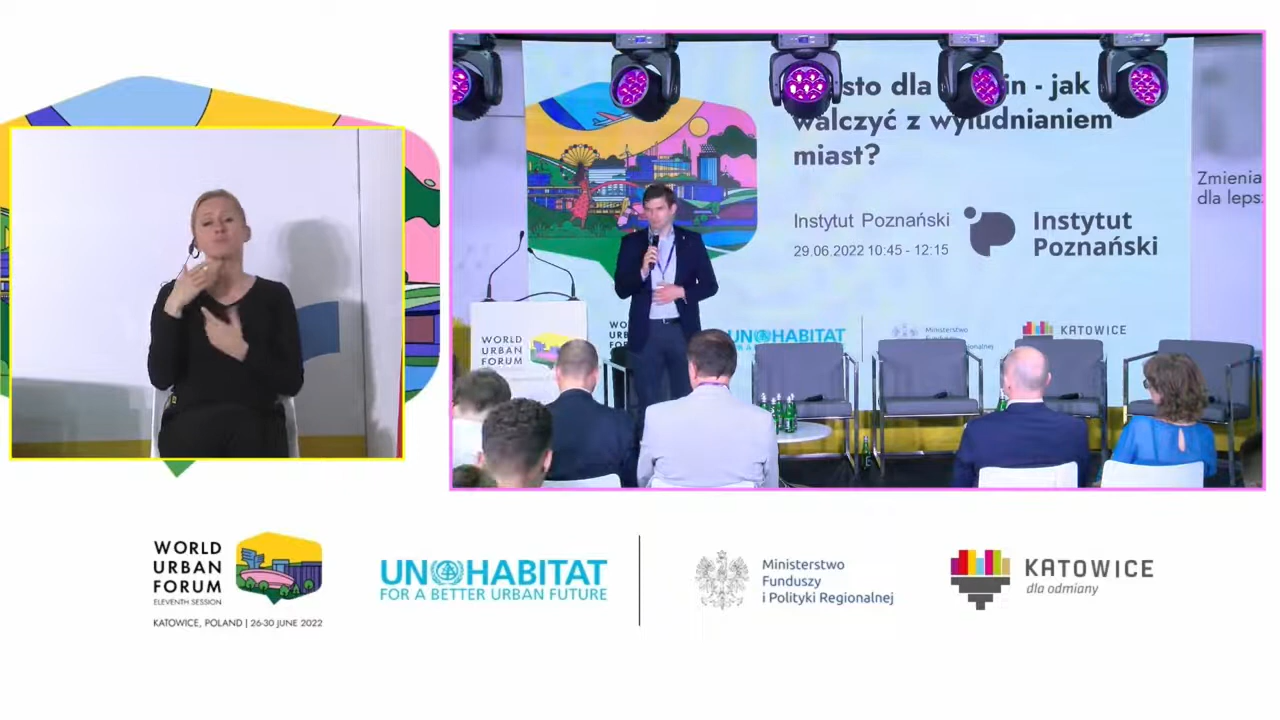 sto dla in - jak
walczyć z wyludnianiem
miast?
Instytut Poznański
29.06.2022 10:45 - 12:15
Instytut
Poznański
Zmienia
dla leps
WORLD
URBAN
FORUM
UN HABITAT
Ministerstwo
KATOWICE
WORLD
URBAN
FORUM
ELEVENTH SESSION
KATOWICE, POLAND | 26-30 JUNE 2022
UN HABITAT
FOR A BETTER URBAN FUTURE
Ministerstwo
Funduszy
i Polityki Regionalnej
KATOWICE
dla odmiany